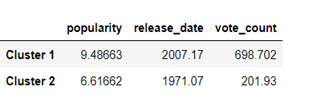 popularity release_date vote_count
Cluster 1 9.48663 2007.17 698.702
Cluster 2 6.61662 1971.07 201.93